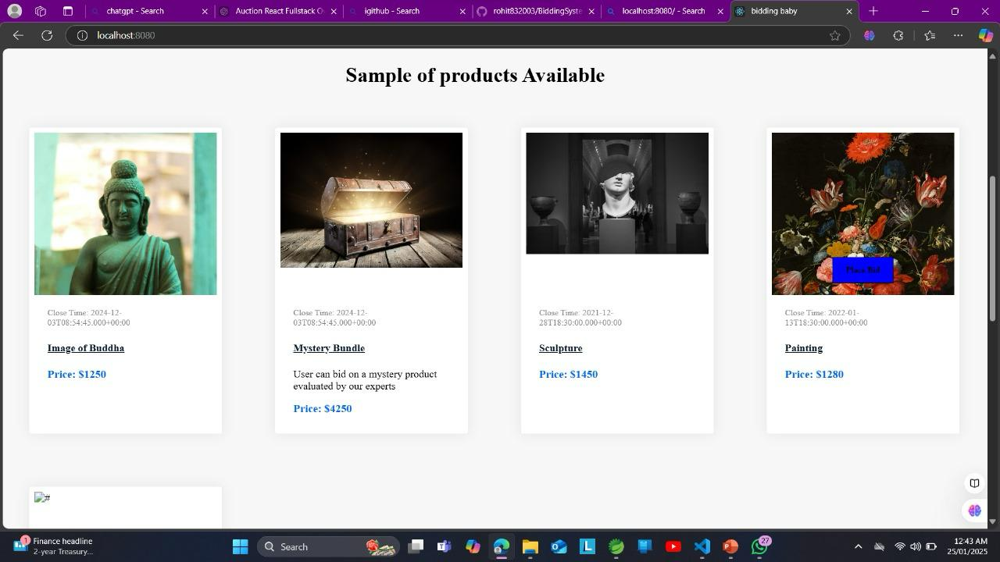 chatgpt - Search
Auction React Fullstack O
igithub - Search
rohit832003/BiddingSyste
localhost:8080/ - Search
bidding baby
localhost:8080
Sample of products Available
Close Time: 2024-12-
03T08:54:45.000+00:00
Image of Buddha
Price: $1250
Close Time: 2024-12-
03T08:54:45.000+00:00
Mystery Bundle
User can bid on a mystery product
evaluated by our experts
Price: $4250
Close Time: 2021-12-
28T18:30:00.000+00:00
Sculpture
Price: $1450
Place Bid
Close Time: 2022-01-
13T18:30:00.000+00:00
Painting
Price: $1280
#
1
Finance headline
2-year Treasury...
Search
L
27
12:43 AM
25/01/2025